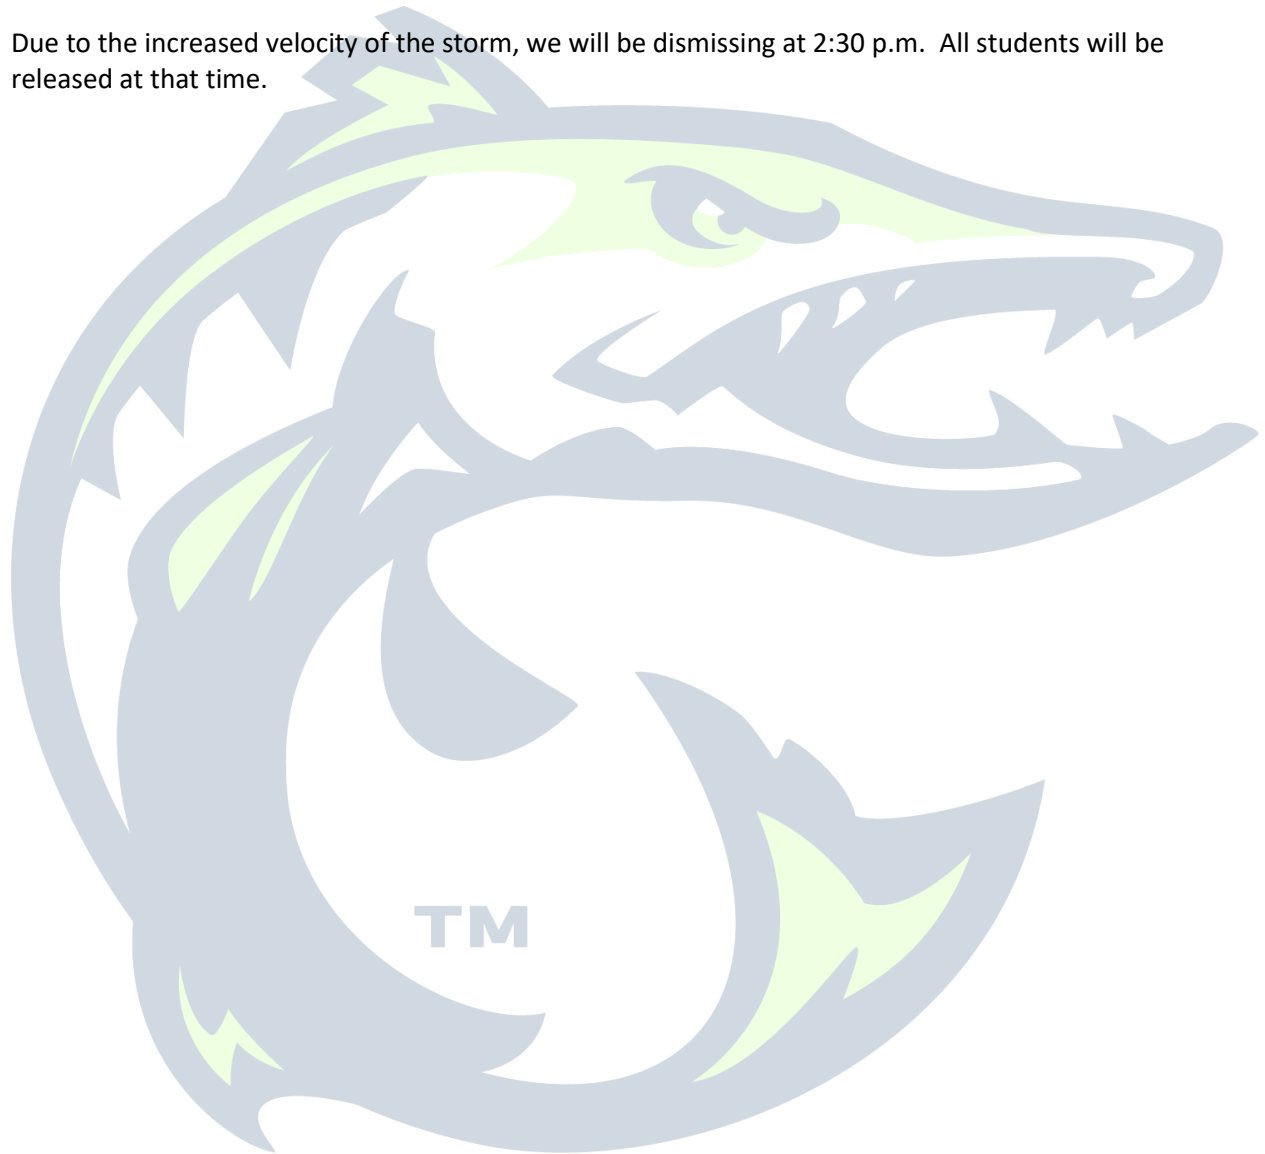 Due to the increased velocity of the storm, we will be dismissing at 2:30 p.m.  All students will be
released at that time.
TM